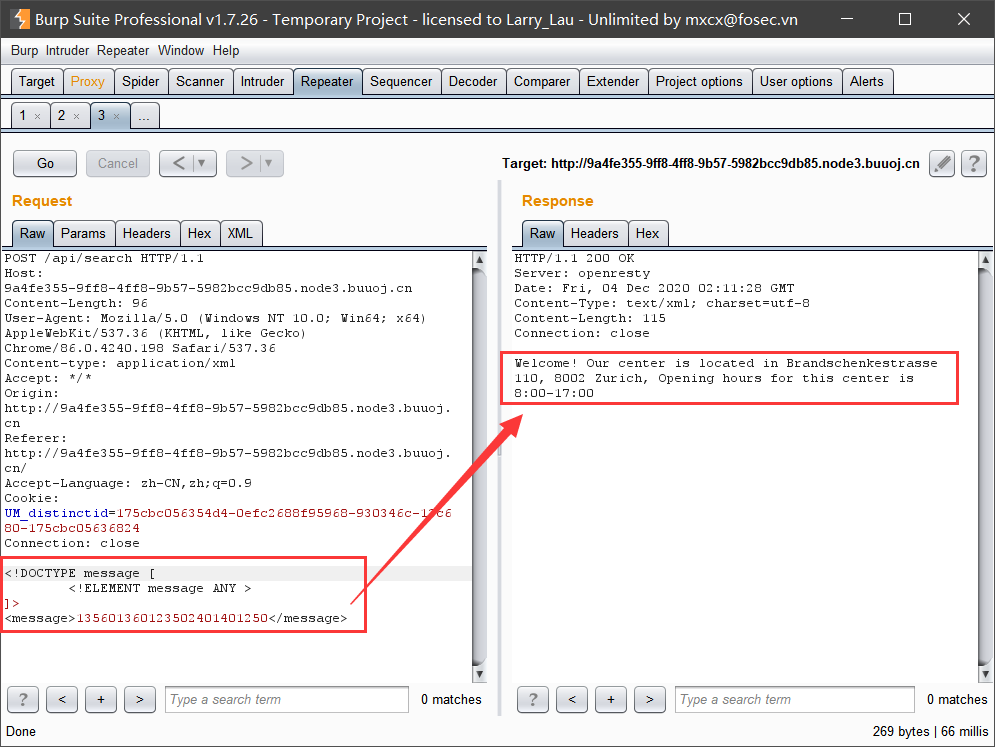 Burp Suite Professional v1.7.26 - Temporary Project - licensed to Larry_Lau - Unlimited by mxcx@fosec.vn
Burp Intruder Repeater Window Help
Target Proxy Spider Scanner Intruder Repeater Sequencer Decoder Comparer Extender Project options User options Alerts
1 × 2 × 3 × ...
Go Cancel < ▼ > ▼ Target: http://9a4fe355-9ff8-4ff8-9b57-5982bcc9db85.node3.buuoj.cn ?
Request
Raw Params Headers Hex XML
POST /api/search HTTP/1.1
Host:
9a4fe355-9ff8-4ff8-9b57-5982bcc9db85.node3.buuoj.cn
Content-Length: 96
User-Agent: Mozilla/5.0 (Windows NT 10.0; Win64; x64)
AppleWebKit/537.36 (KHTML, like Gecko)
Chrome/86.0.4240.198 Safari/537.36
Content-type: application/xml
Accept: */*
Origin:
http://9a4fe355-9ff8-4ff8-9b57-5982bcc9db85.node3.buuoj.
cn
Referer:
http://9a4fe355-9ff8-4ff8-9b57-5982bcc9db85.node3.buuoj.
cn/
Accept-Language: zh-CN,zh;q=0.9
Cookie:
UM_distinctid=175cbc056354d4-0efc2688f95968-930346c-13c6
80-175cbc05636824
Connection: close
<!DOCTYPE message [
<!ELEMENT message ANY >
]>
<message>135601360123502401401250</message>
? < + > Type a search term 0 matches
Response
Raw Headers Hex
HTTP/1.1 200 OK
Server: openresty
Date: Fri, 04 Dec 2020 02:11:28 GMT
Content-Type: text/xml; charset=utf-8
Content-Length: 115
Connection: close
Welcome! Our center is located in Brandschenkestrasse
110, 8002 Zurich, Opening hours for this center is
8:00-17:00
? < + > Type a search term 0 matches
Done 269 bytes | 66 millis